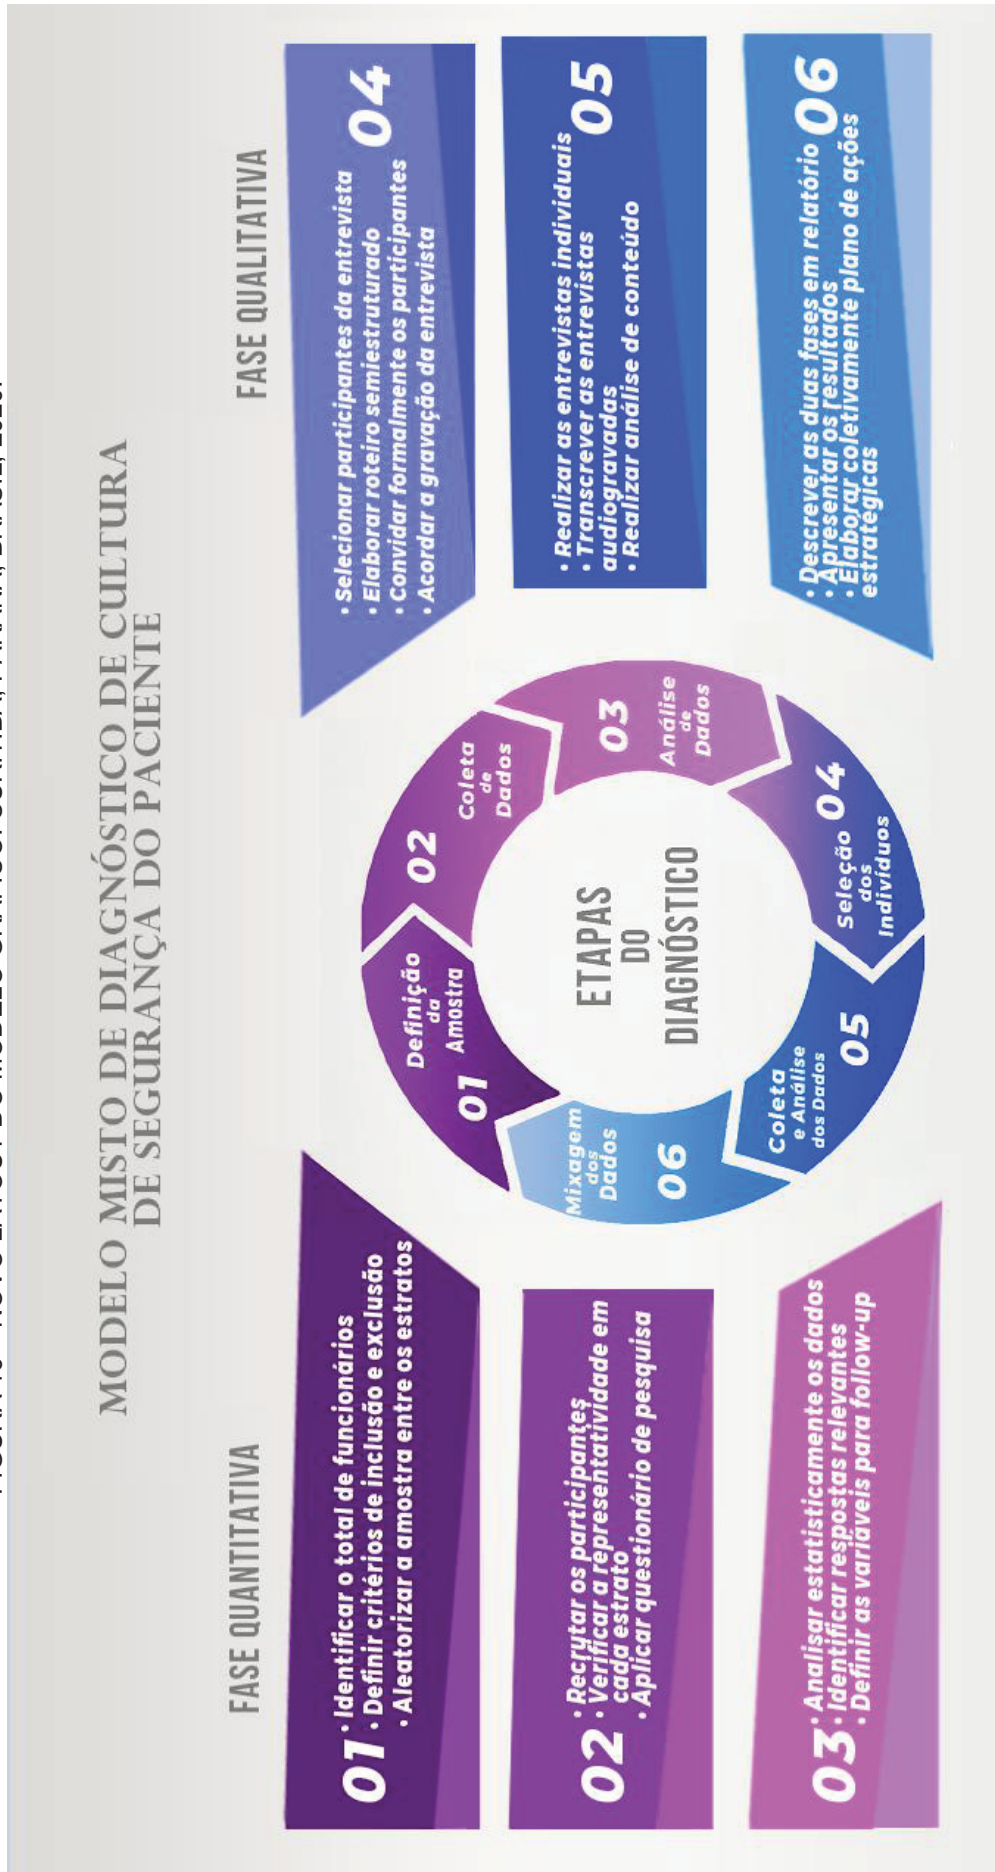 MODELO MISTO DE DIAGNÓSTICO DE CULTURA
DE SEGURANÇA DO PACIENTE
FASE QUANTITATIVA
01
• Identificar o total de funcionários
• Definir critérios de inclusão e exclusão
• Aleatorizar a amostra entre os estratos
02
• Recrutar os participantes
• Verificar a representatividade em
cada estrato
• Aplicar questionário de pesquisa
03
• Analisar estatisticamente os dados
• Identificar respostas relevantes
• Definir as variáveis para follow-up
ETAPAS
DO
DIAGNÓSTICO
01
Definição
da
Amostra
02
Coleta
de
Dados
03
Análise
de
Dados
04
Seleção
dos
Indivíduos
05
Coleta
e Análise
dos Dados
06
Mixagem
dos
Dados
FASE QUALITATIVA
04
• Selecionar participantes da entrevista
• Elaborar roteiro semiestruturado
• Convidar formalmente os participantes
• Acordar a gravação da entrevista
05
• Realizar as entrevistas individuais
• Transcrever as entrevistas
audiogravadas
• Realizar análise de conteúdo
06
• Descrever as duas fases em relatório
• Apresentar os resultados
• Elaborar coletivamente plano de ações
estratégicas